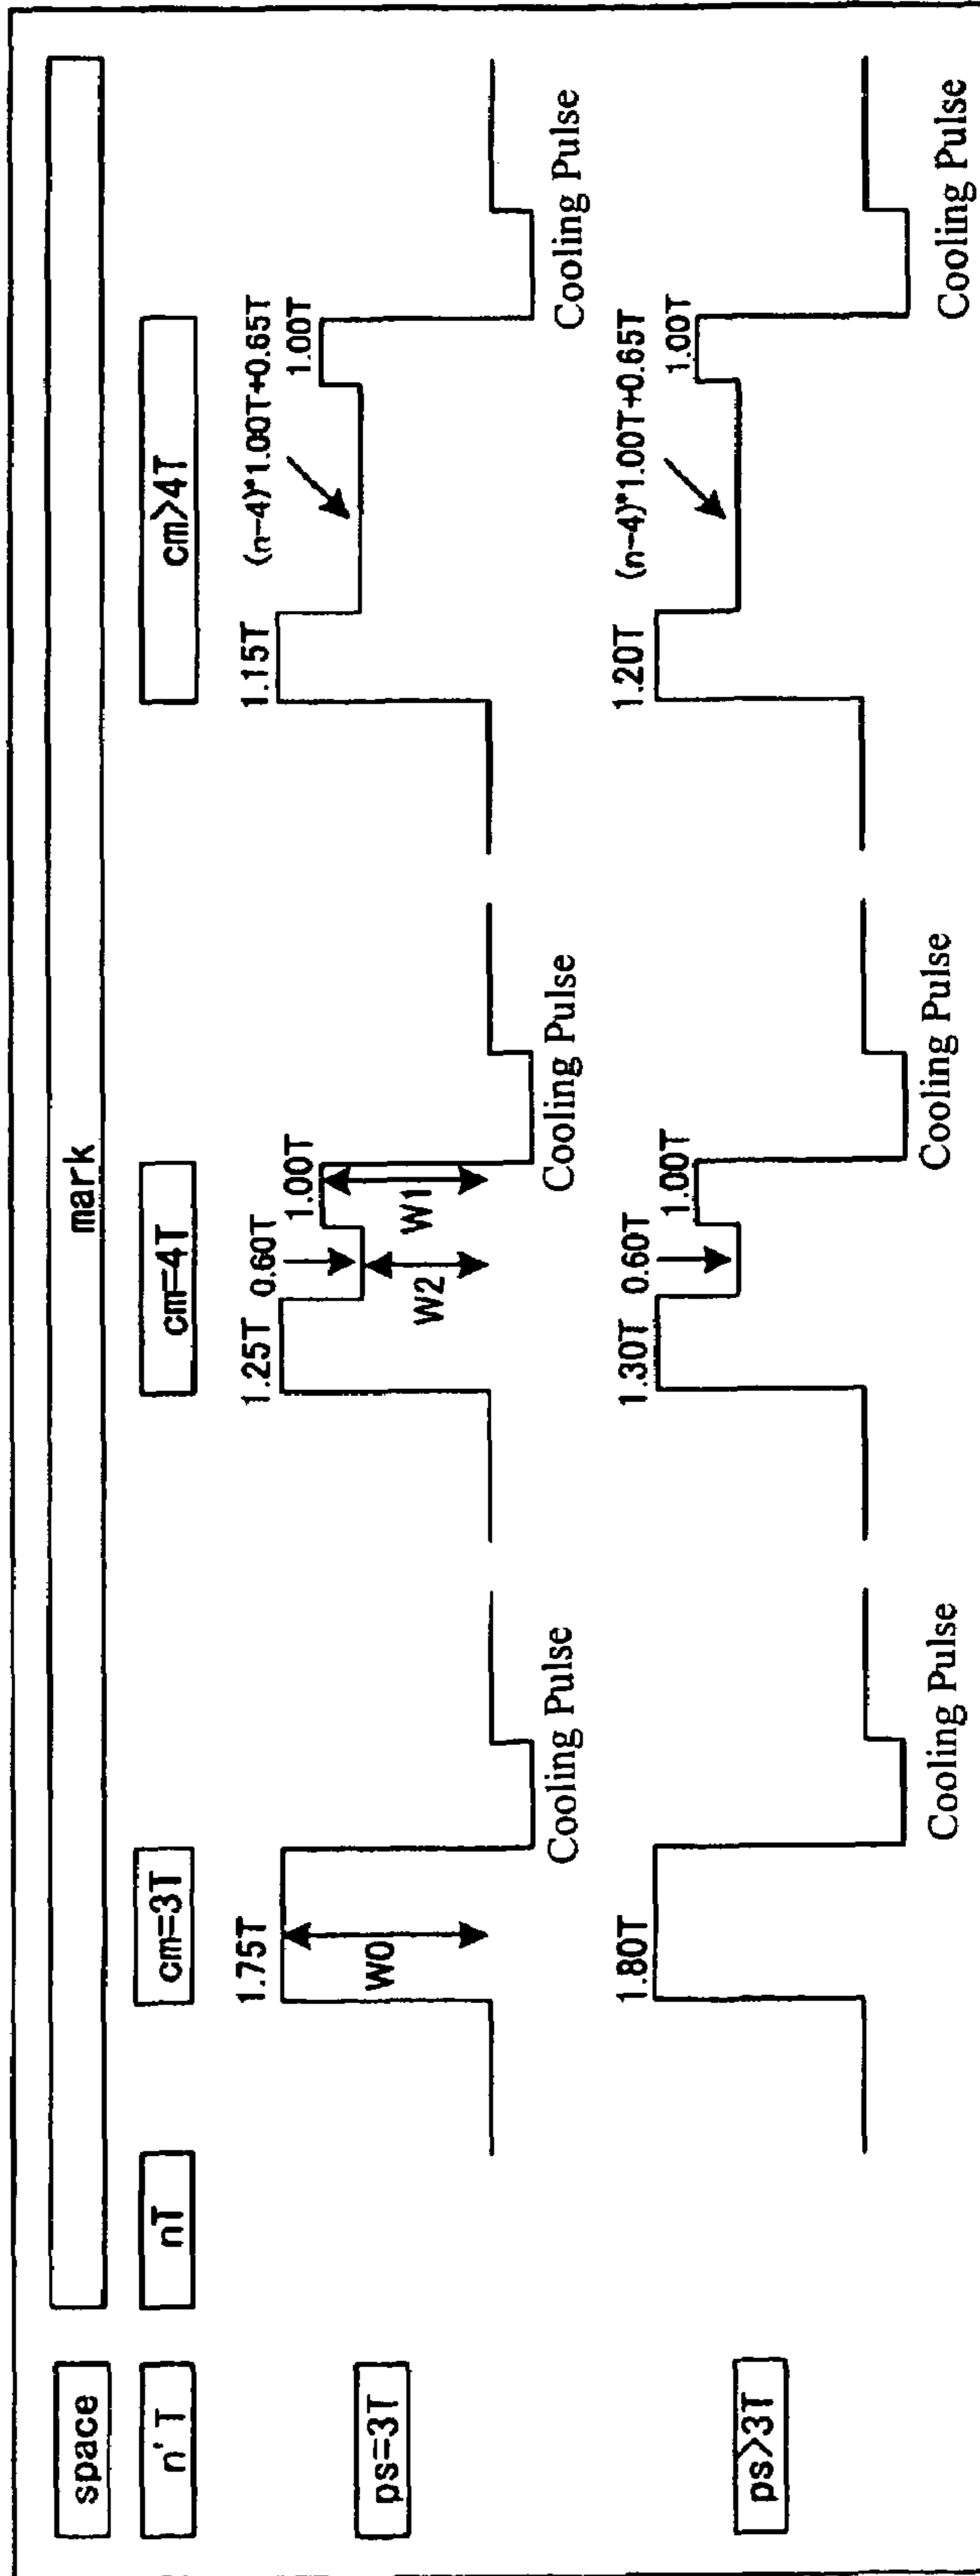 space
mark
n' T
nT
cm=3T
cm=4T
cm>4T
ps=3T
1.75T
W0
Cooling Pulse
1.25T
0.60T
1.00T
W2
W1
Cooling Pulse
1.15T
(n-4)*1.00T+0.65T
1.00T
Cooling Pulse
ps>3T
1.80T
Cooling Pulse
1.30T
0.60T
1.00T
Cooling Pulse
1.20T
(n-4)*1.00T+0.65T
1.00T
Cooling Pulse